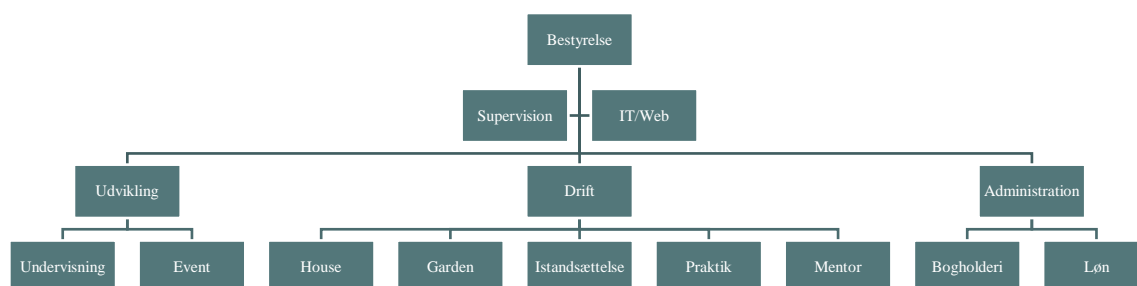 Bestyrelse
Supervision
IT/Web
Udvikling
Drift
Administration
Undervisning
Event
House
Garden
Istandsættelse
Praktik
Mentor
Bogholderi
Løn